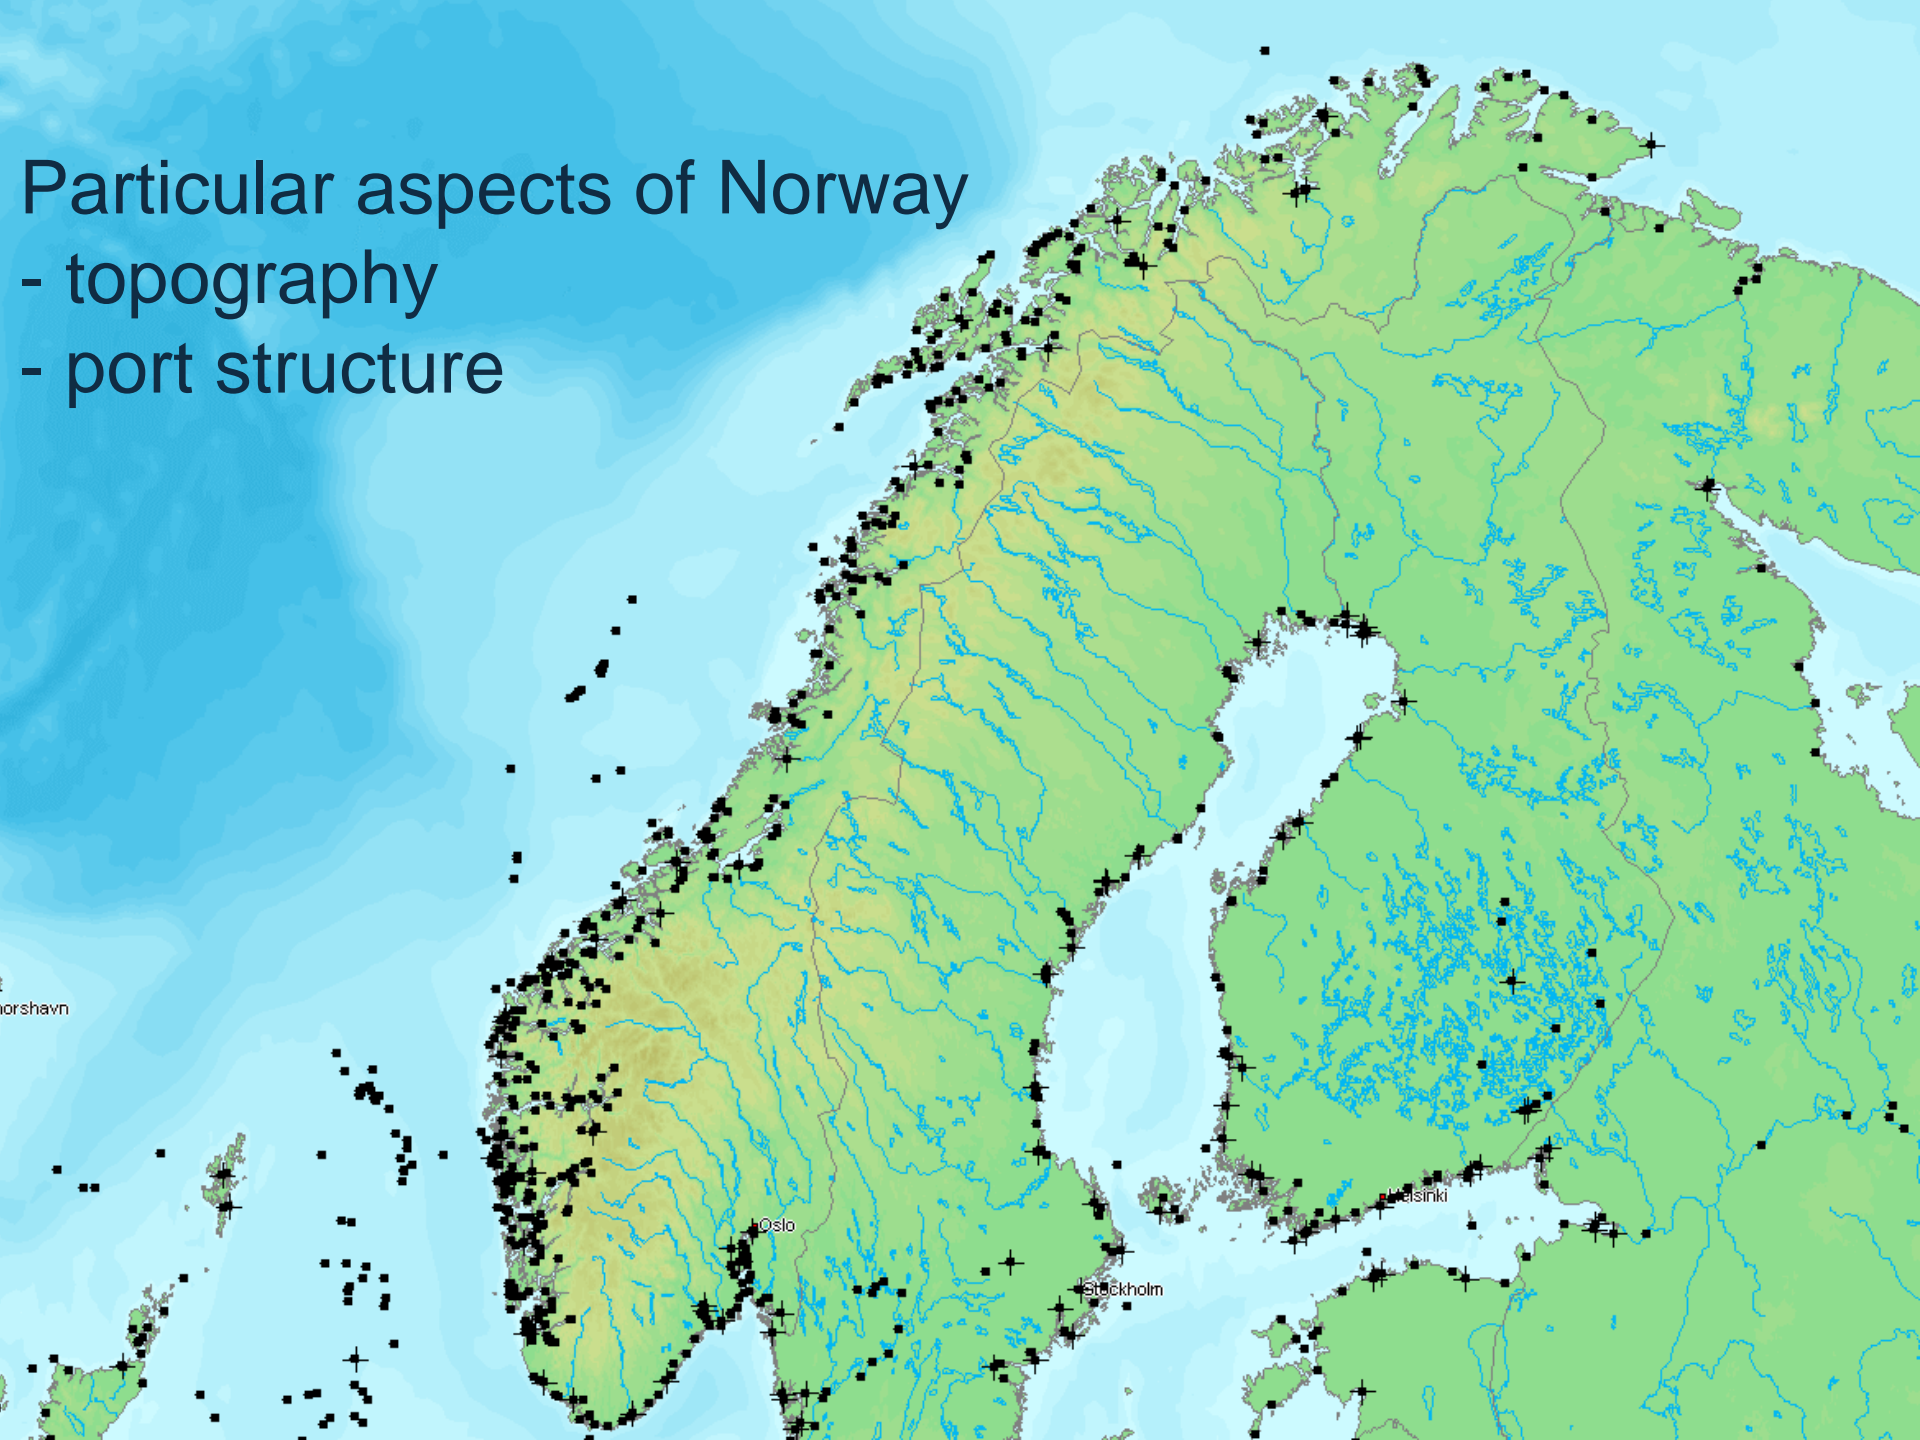 Particular aspects of Norway
- topography
- port structure
orshavn
Oslo
Helsinki
Stockholm